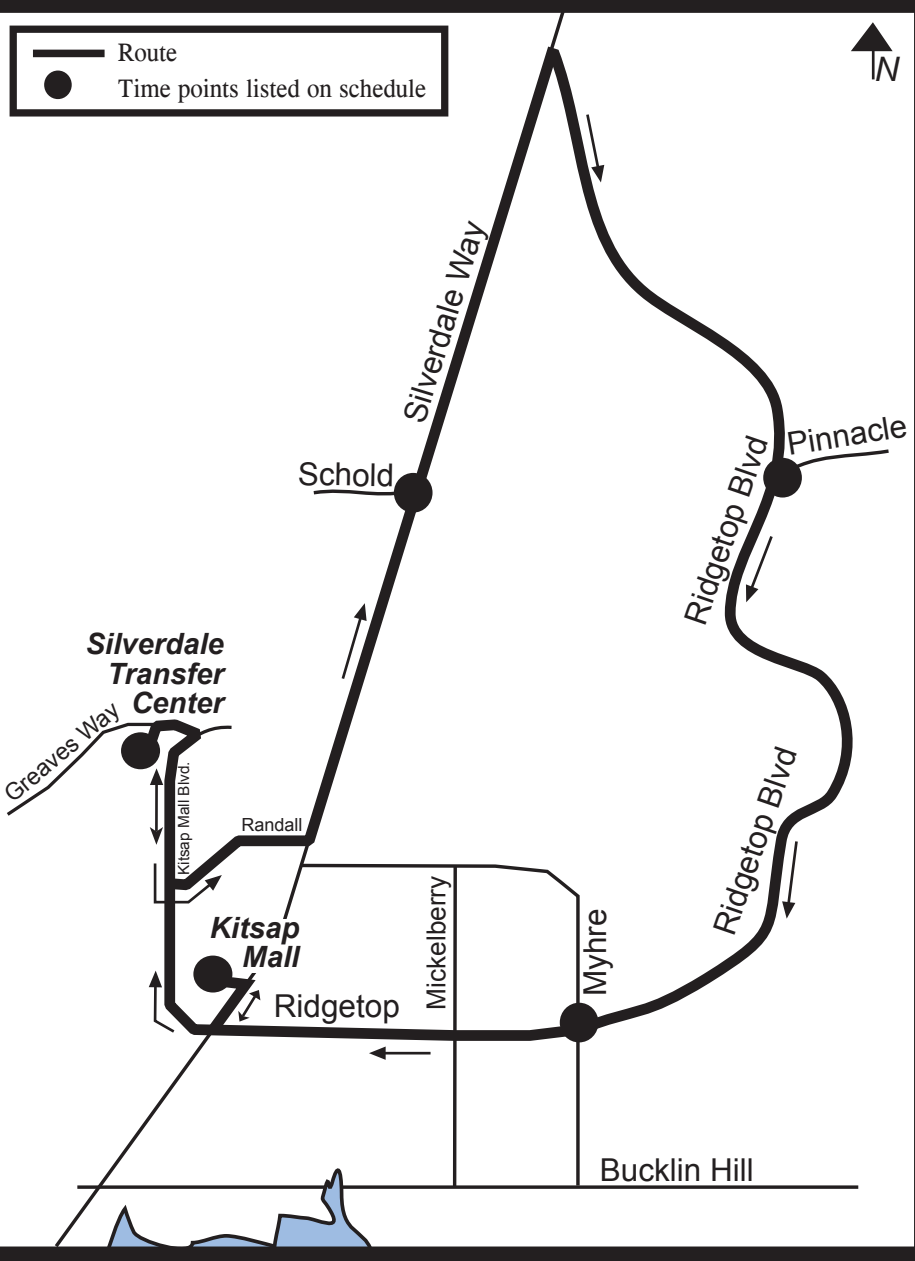 Route
Time points listed on schedule
N
Silverdale Way
Schold
Pinnacle
Ridgetop Blvd
Silverdale
Transfer
Center
Greaves Way
Kitsap Mall Blvd.
Randall
Ridgetop Blvd
Kitsap
Mall
Mickelberry
Myhre
Ridgetop
Bucklin Hill